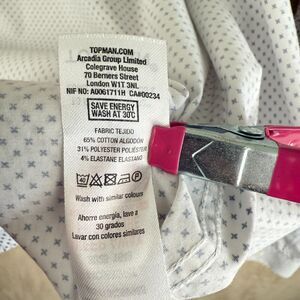 TOPMAN.COM
Arcadia Group Limited
Colegrave House
70 Berners Street
London W1T 3NL
NIF NO: A0061711H CA#00234
SAVE ENERGY
WASH AT 30°C
FABRIC TEJIDO
65% COTTON ALGODÓN
31% POLYESTER POLIÉSTER
4% ELASTANE ELASTANO
Wash with similar colours
Ahorre energía, lava a
30 grados
Lavar con colores similares